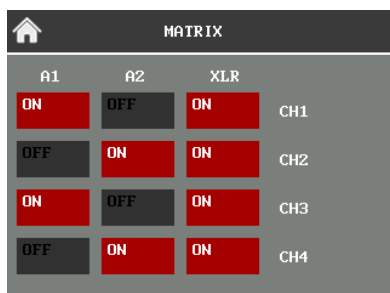 MATRIX
A1 A2 XLR
ON OFF ON CH1
OFF ON ON CH2
ON OFF ON CH3
OFF ON ON CH4